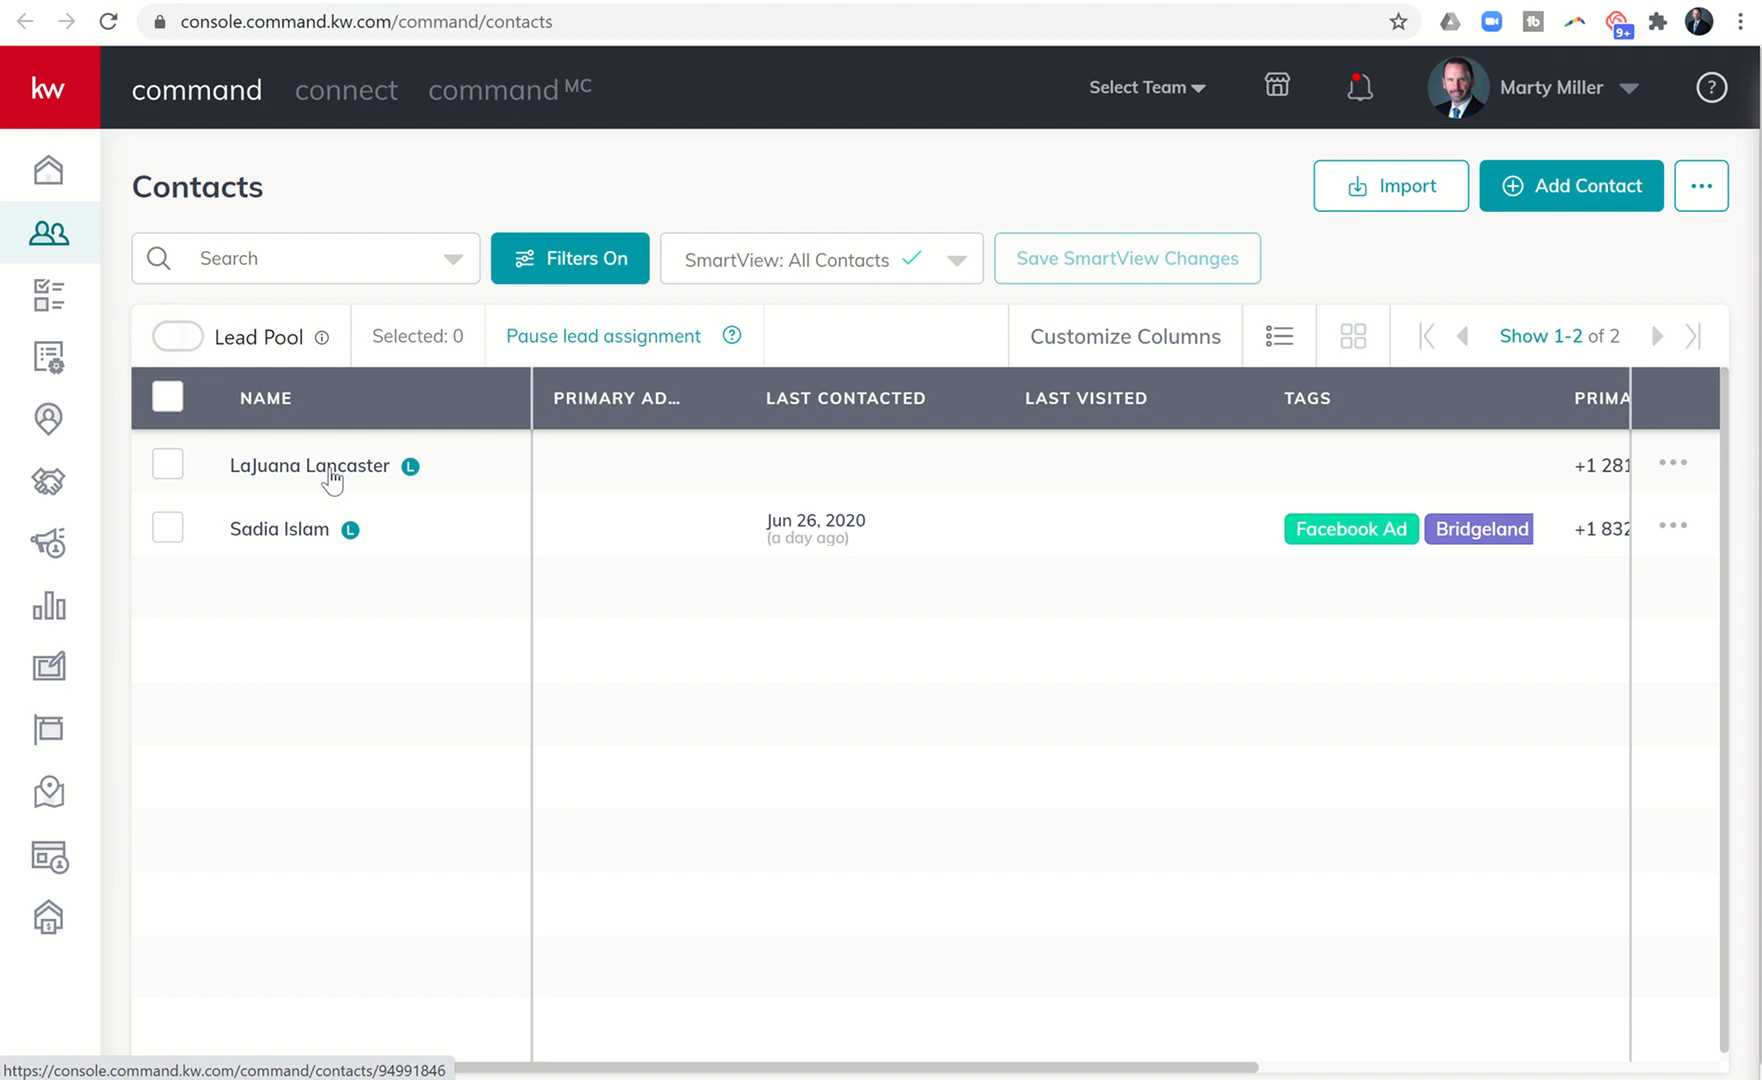 console.command.kw.com/command/contacts
tb
9+
kw
command connect command MC
Select Team
Marty Miller
?
Contacts
Import
Add Contact
Search
Filters On
SmartView: All Contacts
Save SmartView Changes
Lead Pool
Selected: 0
Pause lead assignment
Customize Columns
Show 1-2 of 2
NAME PRIMARY AD... LAST CONTACTED LAST VISITED TAGS PRIMA
LaJuana Lancaster L +1 281
Sadia Islam L Jun 26, 2020 Facebook Ad Bridgeland +1 832
(a day ago)
https://console.command.kw.com/command/contacts/94991846